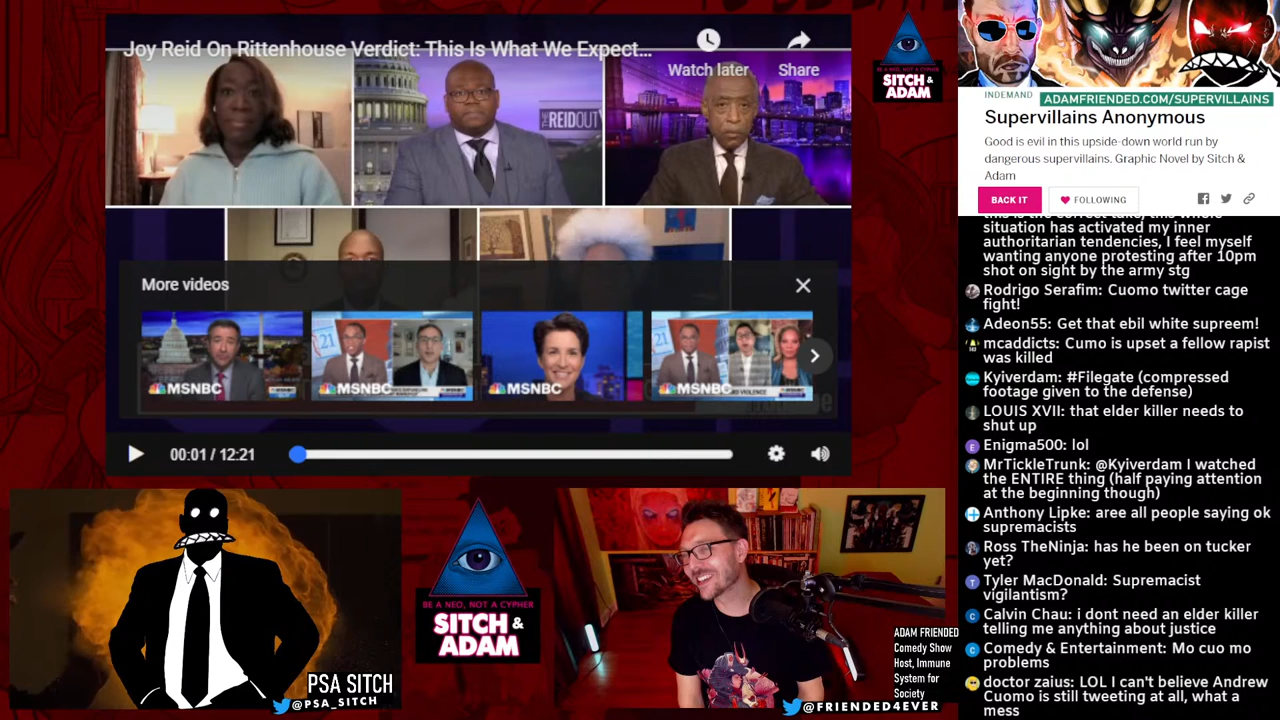 Joy Reid On Rittenhouse Verdict: This Is What We Expect...
Watch later
Share
THE REIDOUT
More videos
MSNBC
MSNBC
MSNBC
MSNBC
00:01 / 12:21
BE A NEO, NOT A CYPHER
SITCH &
ADAM
INDEMAND
ADAMFRIENDED.COM/SUPERVILLAINS
Supervillains Anonymous
Good is evil in this upside-down world run by
dangerous supervillains. Graphic Novel by Sitch &
Adam
BACK IT
FOLLOWING
situation has activated my inner
authoritarian tendencies, I feel myself
wanting anyone protesting after 10pm
shot on sight by the army stg
Rodrigo Serafim: Cuomo twitter cage
fight!
Adeon55: Get that ebil white supreem!
mcaddicts: Cumo is upset a fellow rapist
was killed
Kyiverdam: #Filegate (compressed
footage given to the defense)
LOUIS XVII: that elder killer needs to
shut up
Enigma500: lol
MrTickleTrunk: @Kyiverdam I watched
the ENTIRE thing (half paying attention
at the beginning though)
Anthony Lipke: aree all people saying ok
supremacists
Ross TheNinja: has he been on tucker
yet?
Tyler MacDonald: Supremacist
vigilantism?
Calvin Chau: i dont need an elder killer
telling me anything about justice
Comedy & Entertainment: Mo cuo mo
problems
doctor zaius: LOL I can't believe Andrew
Cuomo is still tweeting at all, what a
mess
PSA SITCH
@PSA_SITCH
BE A NEO, NOT A CYPHER
SITCH &
ADAM
ADAM FRIENDED
Comedy Show
Host, Immune
System for
Society
@FRIENDED4EVER